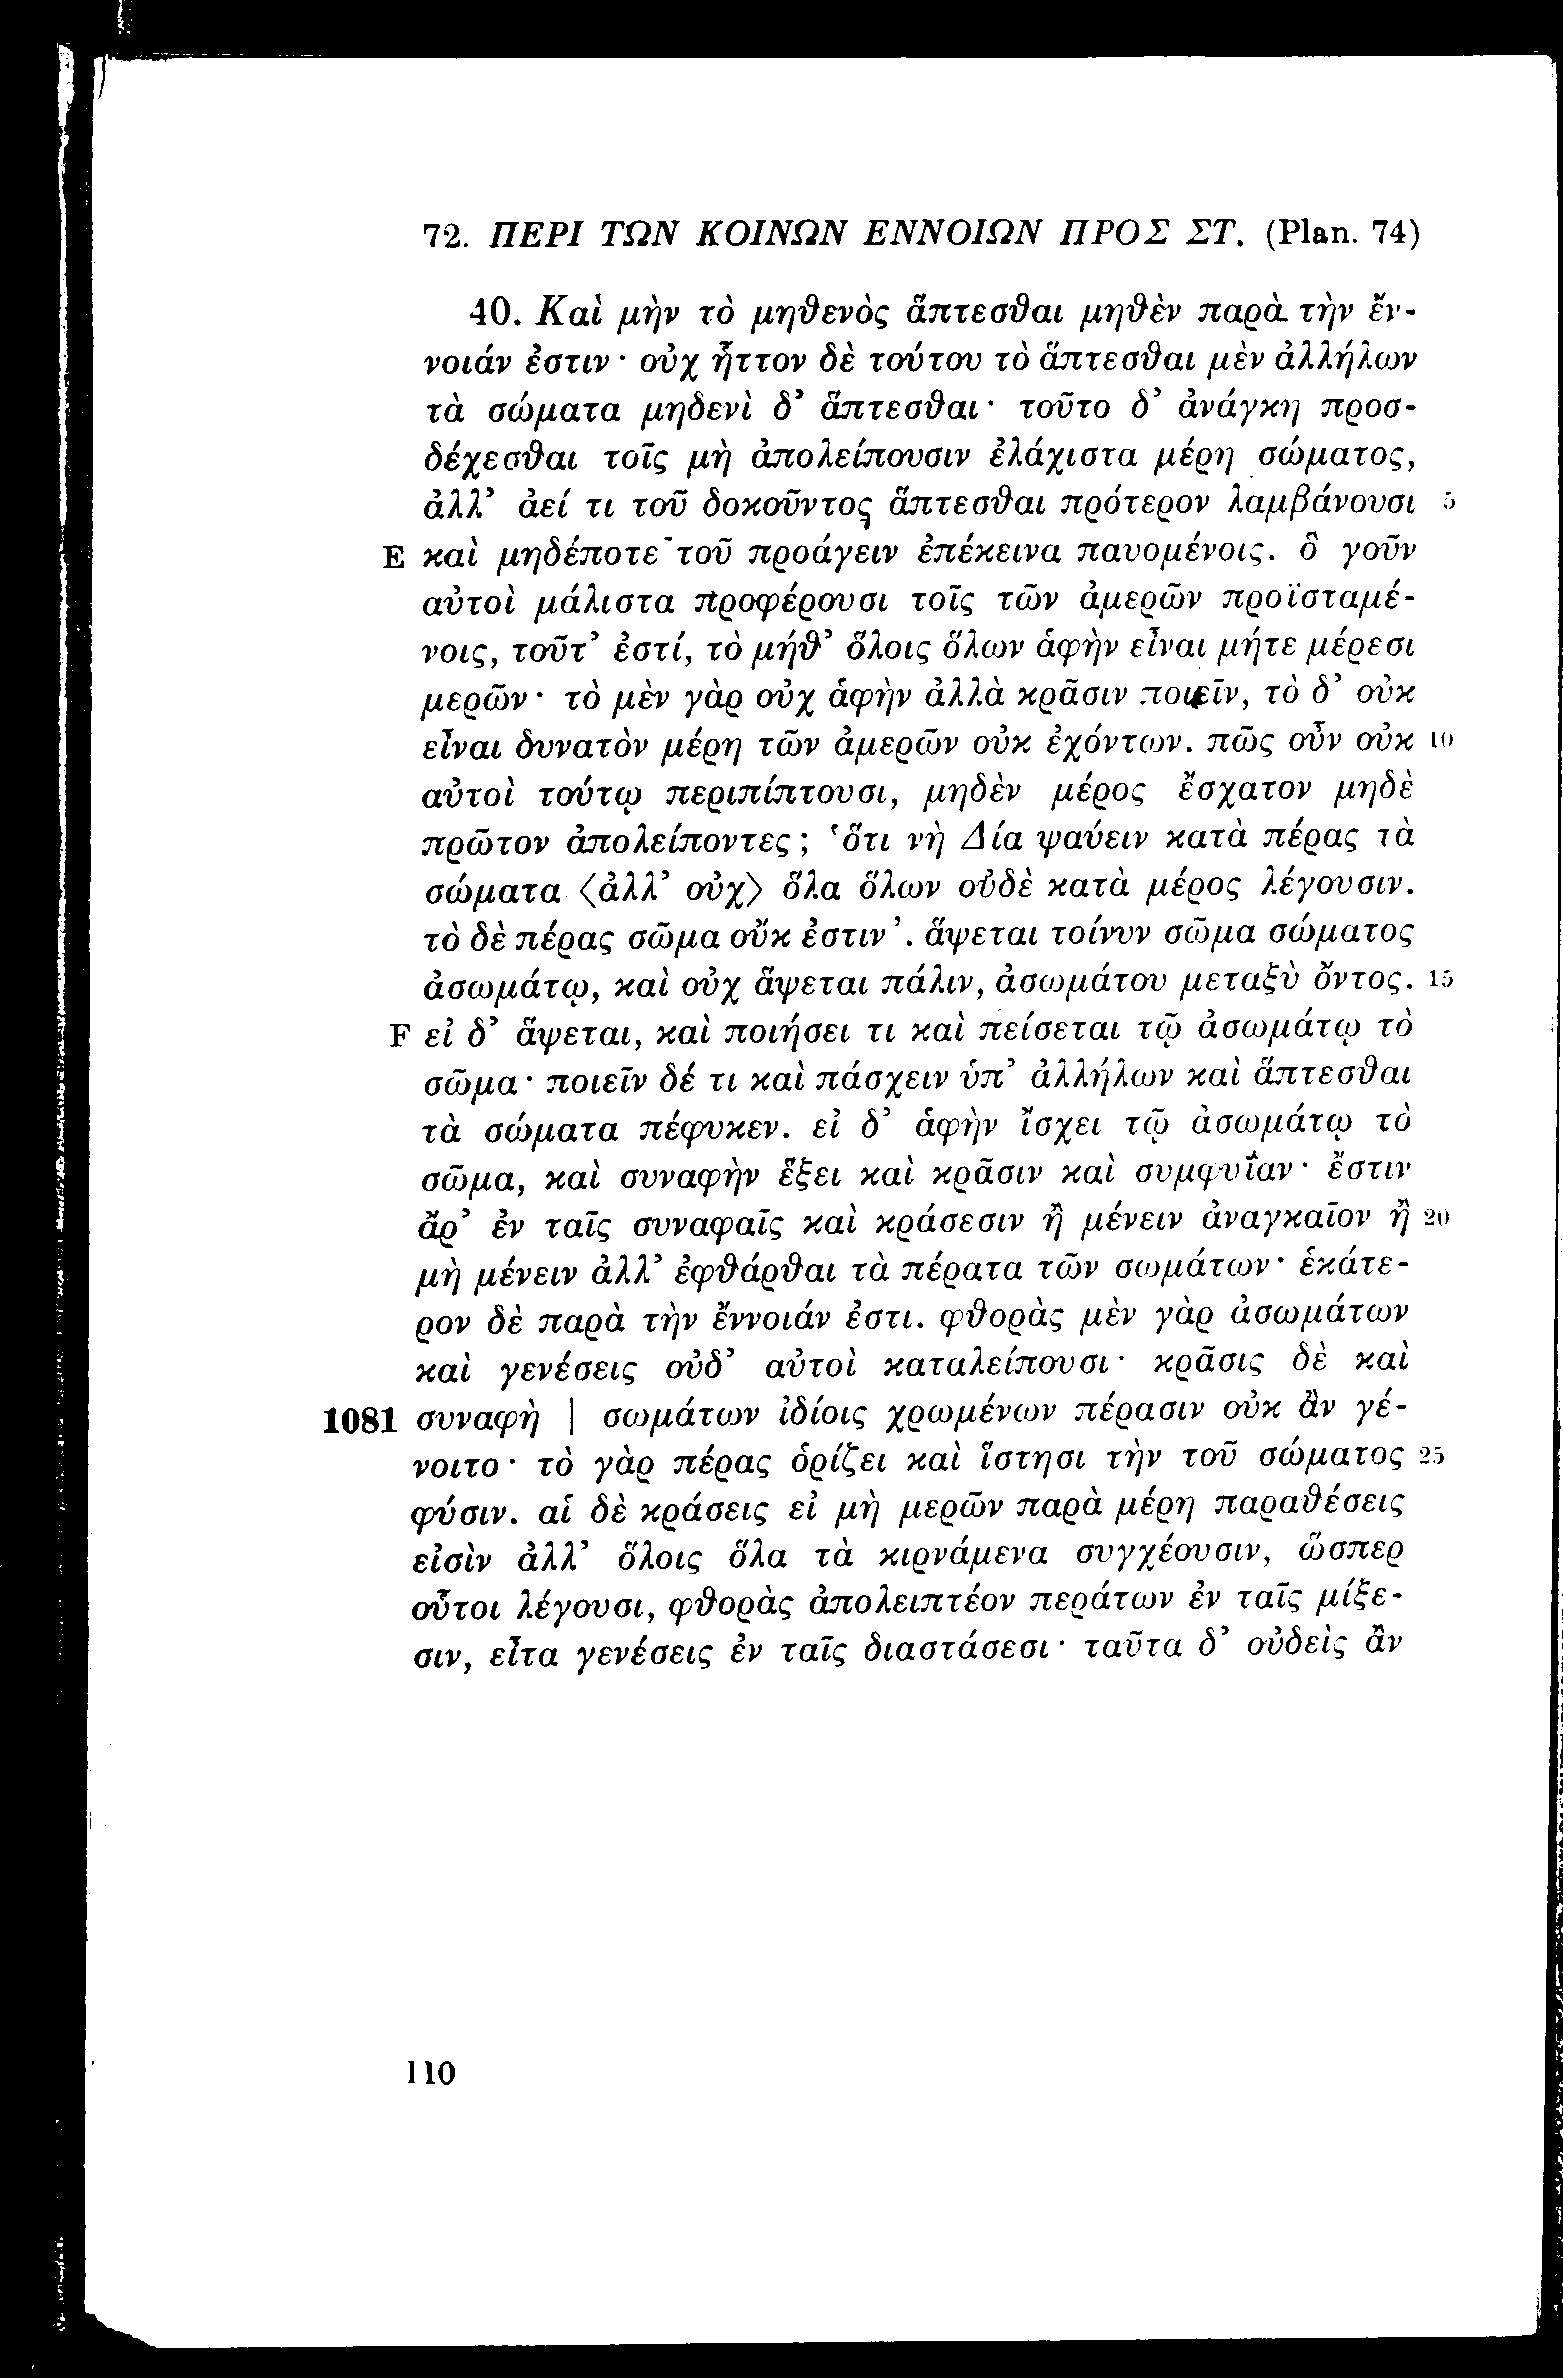 72. ΠΕΡΙ ΤΩΝ ΚΟΙΝΩΝ ΕΝΝΟΙΩΝ ΠΡΟΣ ΣΤ. (Plan. 74)
40. Καὶ μὴν τὸ μηθενὸς ἅπτεσθαι μηθὲν παρὰ τὴν ἔν-
νοιάν ἐστιν· οὐχ ἧττον δὲ τούτου τὸ ἅπτεσθαι μὲν ἀλλήλων
τὰ σώματα μηδενὶ δ’ ἅπτεσθαι· τοῦτο δ’ ἀνάγκη προσ-
δέχεσθαι τοῖς μὴ ἀπολείπουσιν ἐλάχιστα μέρη σώματος,
ἀλλ’ ἀεί τι τοῦ δοκοῦντος ἅπτεσθαι πρότερον λαμβάνουσι 5
E καὶ μηδέποτε τοῦ προάγειν ἐπέκεινα παυομένοις. ὃ γοῦν
αὐτοὶ μάλιστα προφέρουσι τοῖς τῶν ἀμερῶν προϊσταμέ-
νοις, τοῦτ’ ἐστί, τὸ μήθ’ ὅλοις ὅλων ἁφὴν εἶναι μήτε μέρεσι
μερῶν· τὸ μὲν γὰρ οὐχ ἁφὴν ἀλλὰ κρᾶσιν ποιεῖν, τὸ δ’ οὐκ
εἶναι δυνατὸν μέρη τῶν ἀμερῶν οὐκ ἐχόντων. πῶς οὖν οὐκ 10
αὐτοὶ τούτῳ περιπίπτουσι, μηδὲν μέρος ἔσχατον μηδὲ
πρῶτον ἀπολείποντες; ‘ὅτι νὴ Δία ψαύειν κατὰ πέρας τὰ
σώματα ⟨ἀλλ’ οὐχ⟩ ὅλα ὅλων οὐδὲ κατὰ μέρος λέγουσιν.
τὸ δὲ πέρας σῶμα οὔκ ἐστιν’. ἅψεται τοίνυν σῶμα σώματος
ἀσωμάτῳ, καὶ οὐχ ἅψεται πάλιν, ἀσωμάτου μεταξὺ ὄντος. 15
F εἰ δ’ ἅψεται, καὶ ποιήσει τι καὶ πείσεται τῷ ἀσωμάτῳ τὸ
σῶμα· ποιεῖν δέ τι καὶ πάσχειν ὑπ’ ἀλλήλων καὶ ἅπτεσθαι
τὰ σώματα πέφυκεν. εἰ δ’ ἁφὴν ἴσχει τῷ ἀσωμάτῳ τὸ
σῶμα, καὶ συναφὴν ἕξει καὶ κρᾶσιν καὶ συμφυΐαν· ἔστιν
ἄρ’ ἐν ταῖς συναφαῖς καὶ κράσεσιν ἢ μένειν ἀναγκαῖον ἢ 20
μὴ μένειν ἀλλ’ ἐφθάρθαι τὰ πέρατα τῶν σωμάτων· ἑκάτε-
ρον δὲ παρὰ τὴν ἔννοιάν ἐστι. φθορὰς μὲν γὰρ ἀσωμάτων
καὶ γενέσεις οὐδ’ αὐτοὶ καταλείπουσι· κρᾶσις δὲ καὶ
1081 συναφὴ | σωμάτων ἰδίοις χρωμένων πέρασιν οὐκ ἂν γέ-
νοιτο· τὸ γὰρ πέρας ὁρίζει καὶ ἵστησι τὴν τοῦ σώματος 25
φύσιν. αἱ δὲ κράσεις εἰ μὴ μερῶν παρὰ μέρη παραθέσεις
εἰσὶν ἀλλ’ ὅλοις ὅλα τὰ κιρνάμενα συγχέουσιν, ὥσπερ
οὗτοι λέγουσι, φθορὰς ἀπολειπτέον περάτων ἐν ταῖς μίξε-
σιν, εἶτα γενέσεις ἐν ταῖς διαστάσεσι· ταῦτα δ’ οὐδεὶς ἂν
110